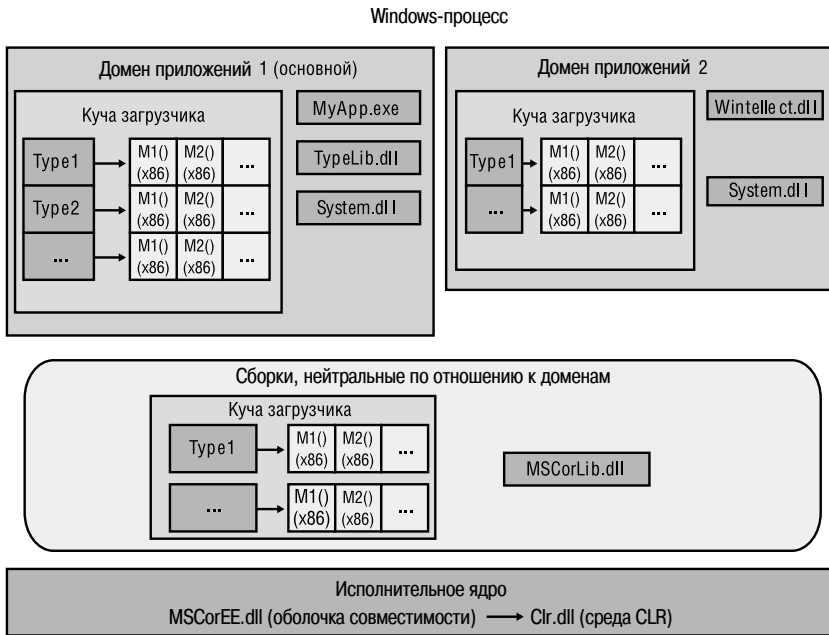 Windows-процесс
Домен приложений 1 (основной)
Куча загрузчика
Type1
M1() (x86)
M2() (x86)
...
Type2
M1() (x86)
M2() (x86)
...
...
M1() (x86)
M2() (x86)
...
MyApp.exe
TypeLib.dll
System.dll
Домен приложений 2
Куча загрузчика
Type1
M1() (x86)
M2() (x86)
...
...
M1() (x86)
M2() (x86)
...
Wintellect.dll
System.dll
Сборки, нейтральные по отношению к доменам
Куча загрузчика
Type1
M1() (x86)
M2() (x86)
...
...
M1() (x86)
M2() (x86)
...
MSCorLib.dll
Исполнительное ядро
MSCorEE.dll (оболочка совместимости) → Clr.dll (среда CLR)